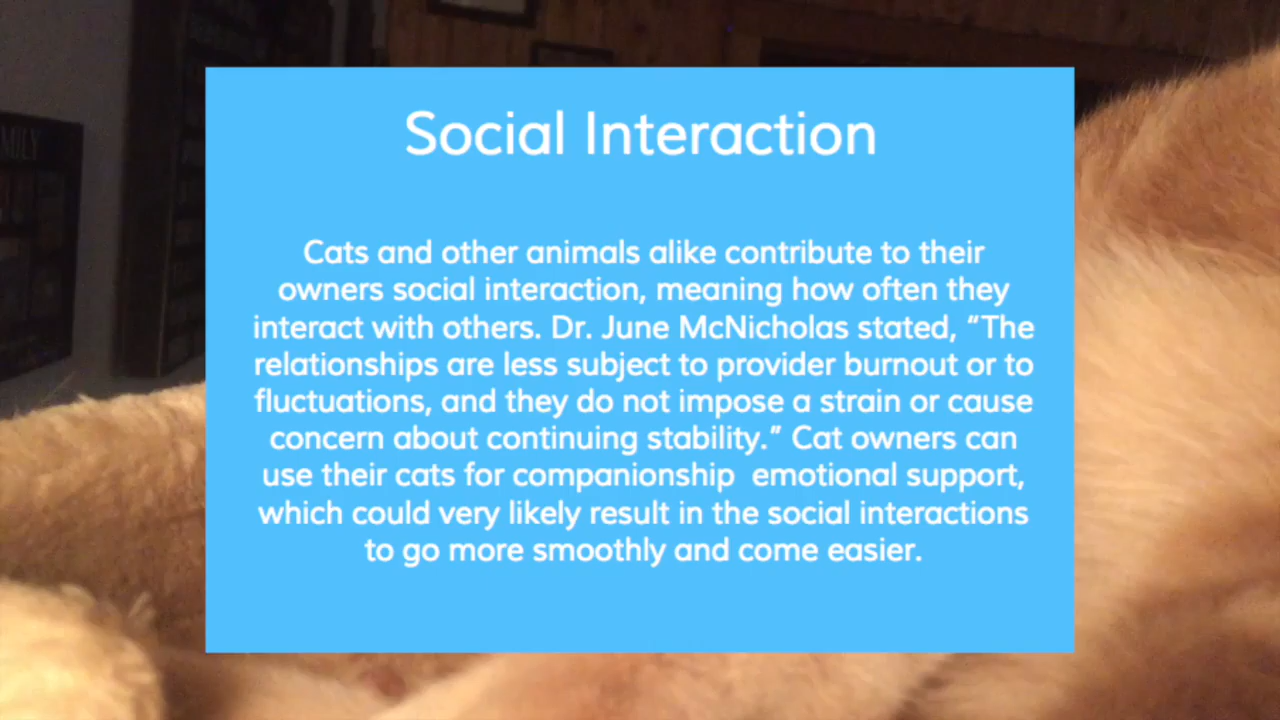 Social Interaction
Cats and other animals alike contribute to their
owners social interaction, meaning how often they
interact with others. Dr. June McNicholas stated, “The
relationships are less subject to provider burnout or to
fluctuations, and they do not impose a strain or cause
concern about continuing stability.” Cat owners can
use their cats for companionship  emotional support,
which could very likely result in the social interactions
to go more smoothly and come easier.